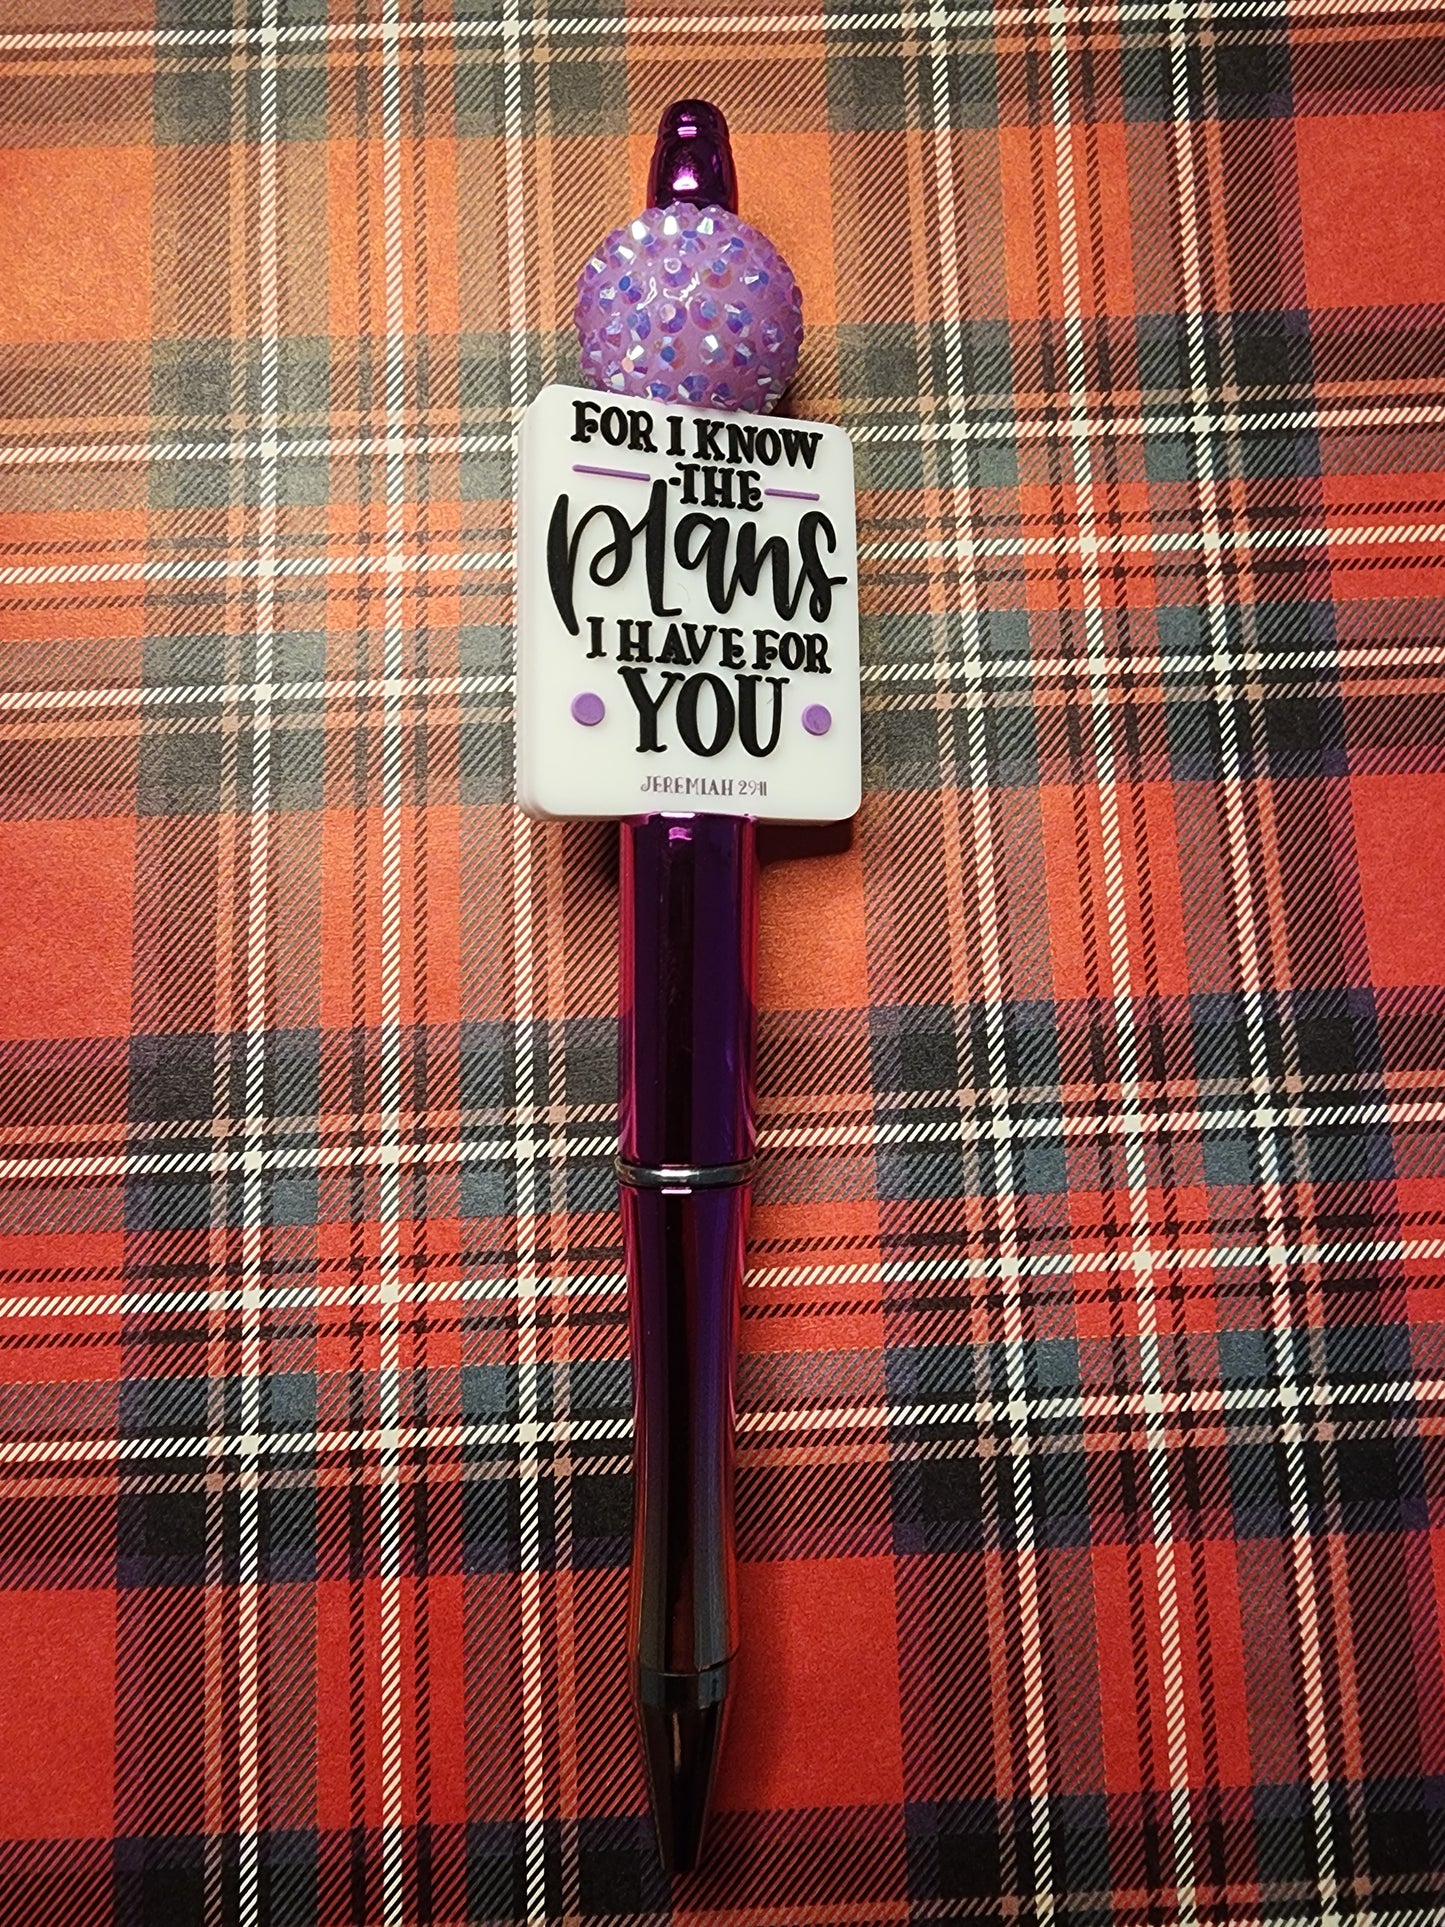 FOR I KNOW
THE
plans
I HAVE FOR
YOU
JEREMIAH 29:11